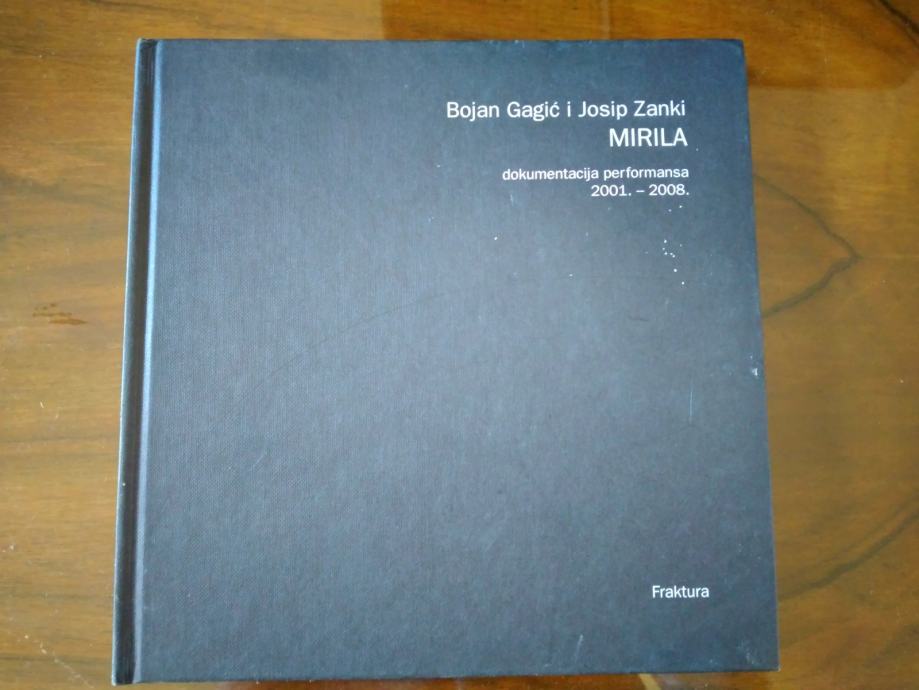 Bojan Gagić i Josip Zanki
MIRILA
dokumentacija performansa
2001. – 2008.
Fraktura